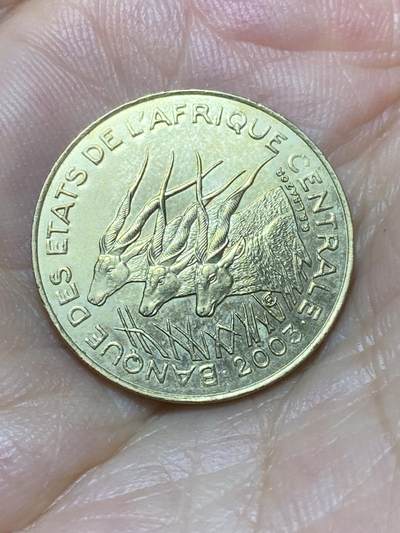 BANQUE DES ETATS DE L'AFRIQUE CENTRALE
· 2003 ·